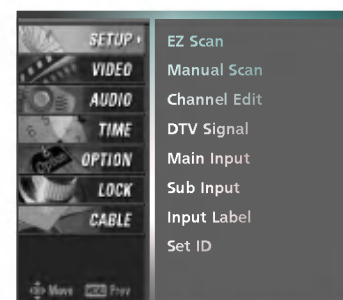 SETUP
VIDEO
AUDIO
TIME
OPTION
LOCK
CABLE
Move MENU Prev
EZ Scan
Manual Scan
Channel Edit
DTV Signal
Main Input
Sub Input
Input Label
Set ID